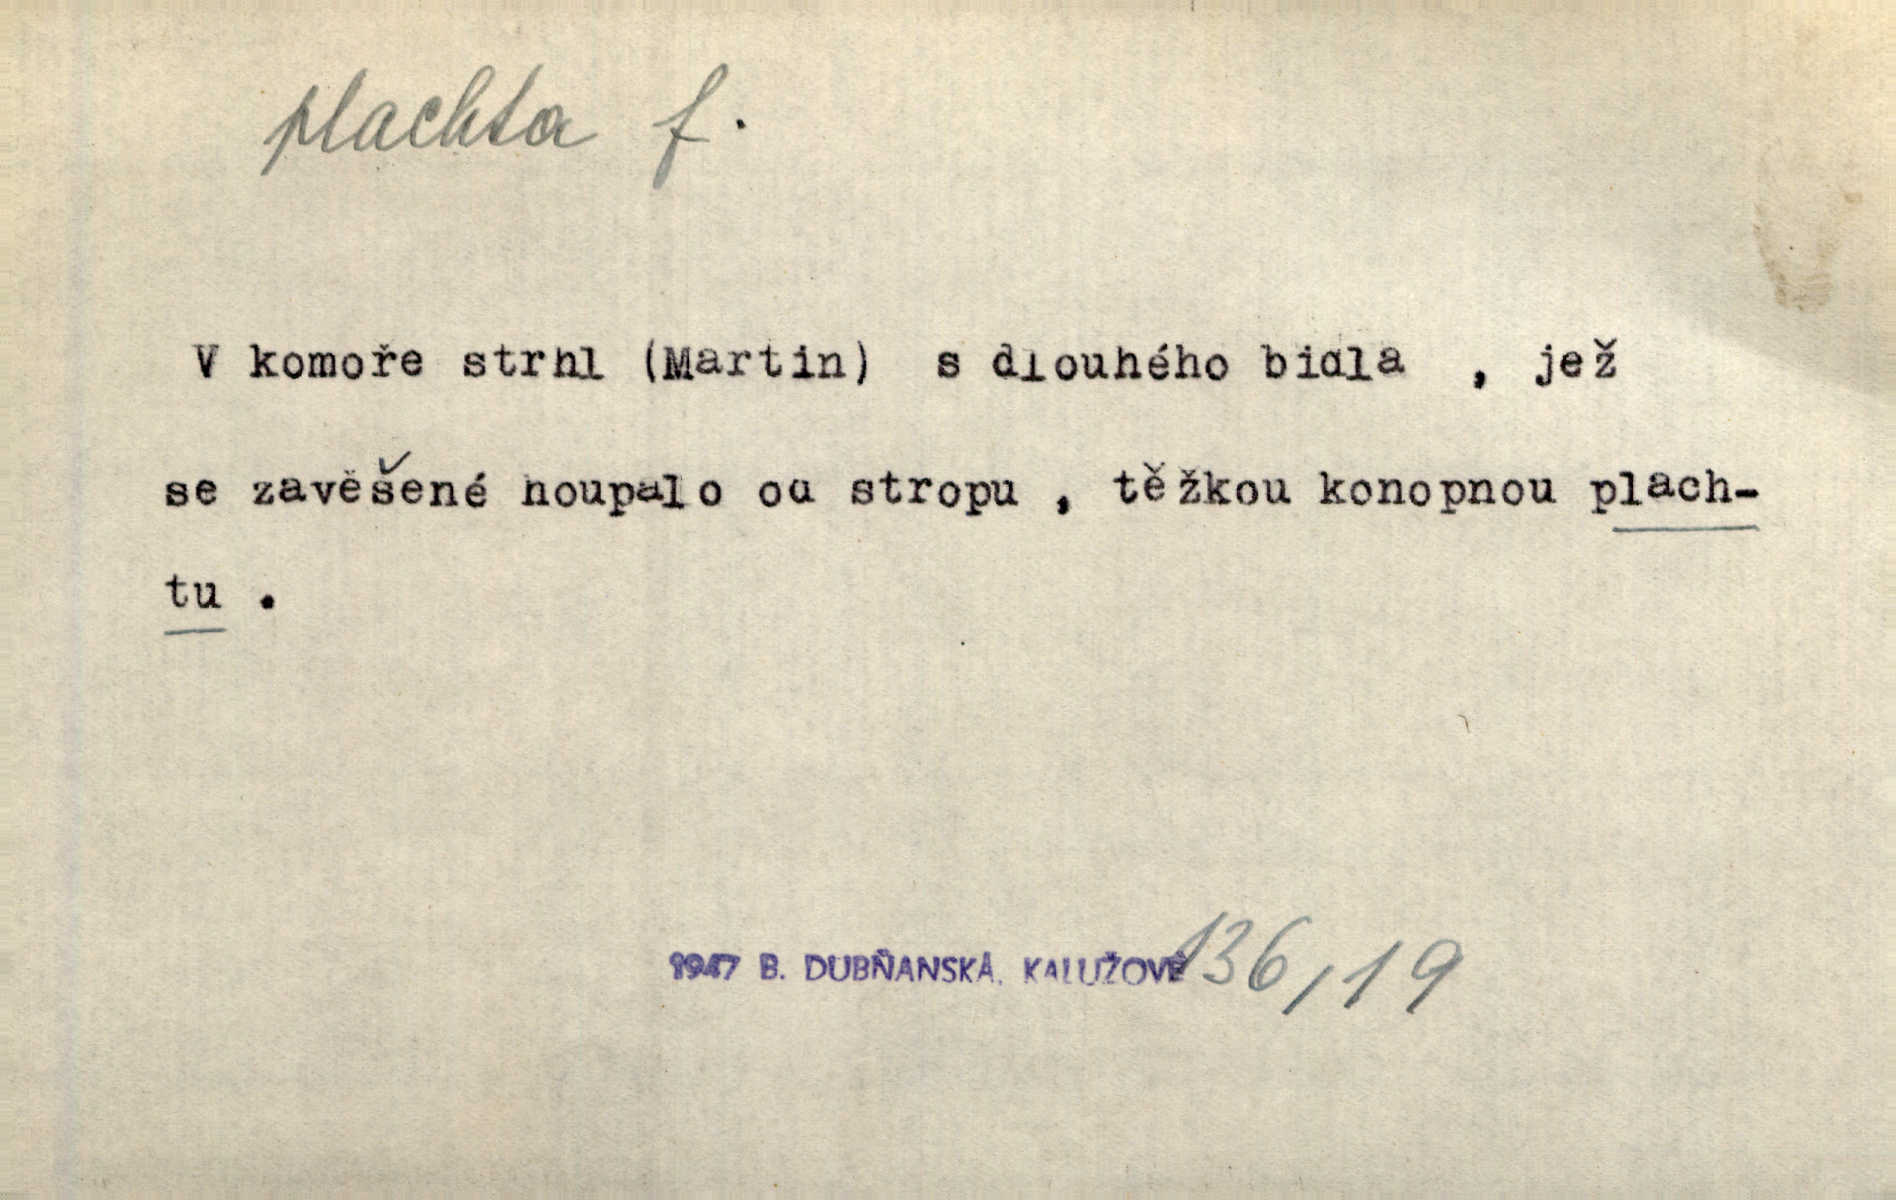 plachta f.
V komoře strhl (Martin) s dlouhého bidla , jež
se zavěšené houpalo od stropu , těžkou konopnou plach-
tu .
1947 B. DUBŇANSKÁ, KALUŽOVÉ 136/19